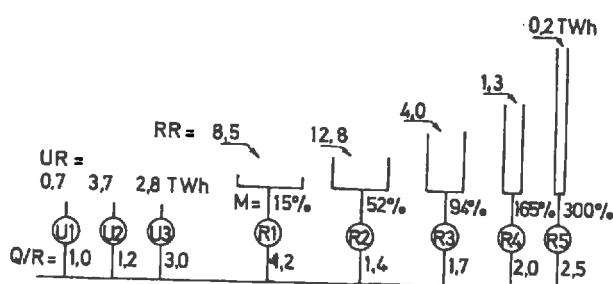 0,2 TWh
1,3
4,0
RR = 8,5 12,8
UR =
0,7 3,7 2,8 TWh
M= 15% 52% 94% 165% 300%
U1 U2 U3 R1 R2 R3 R4 R5
Q/R= 1,0 1,2 3,0 1,2 1,4 1,7 2,0 2,5